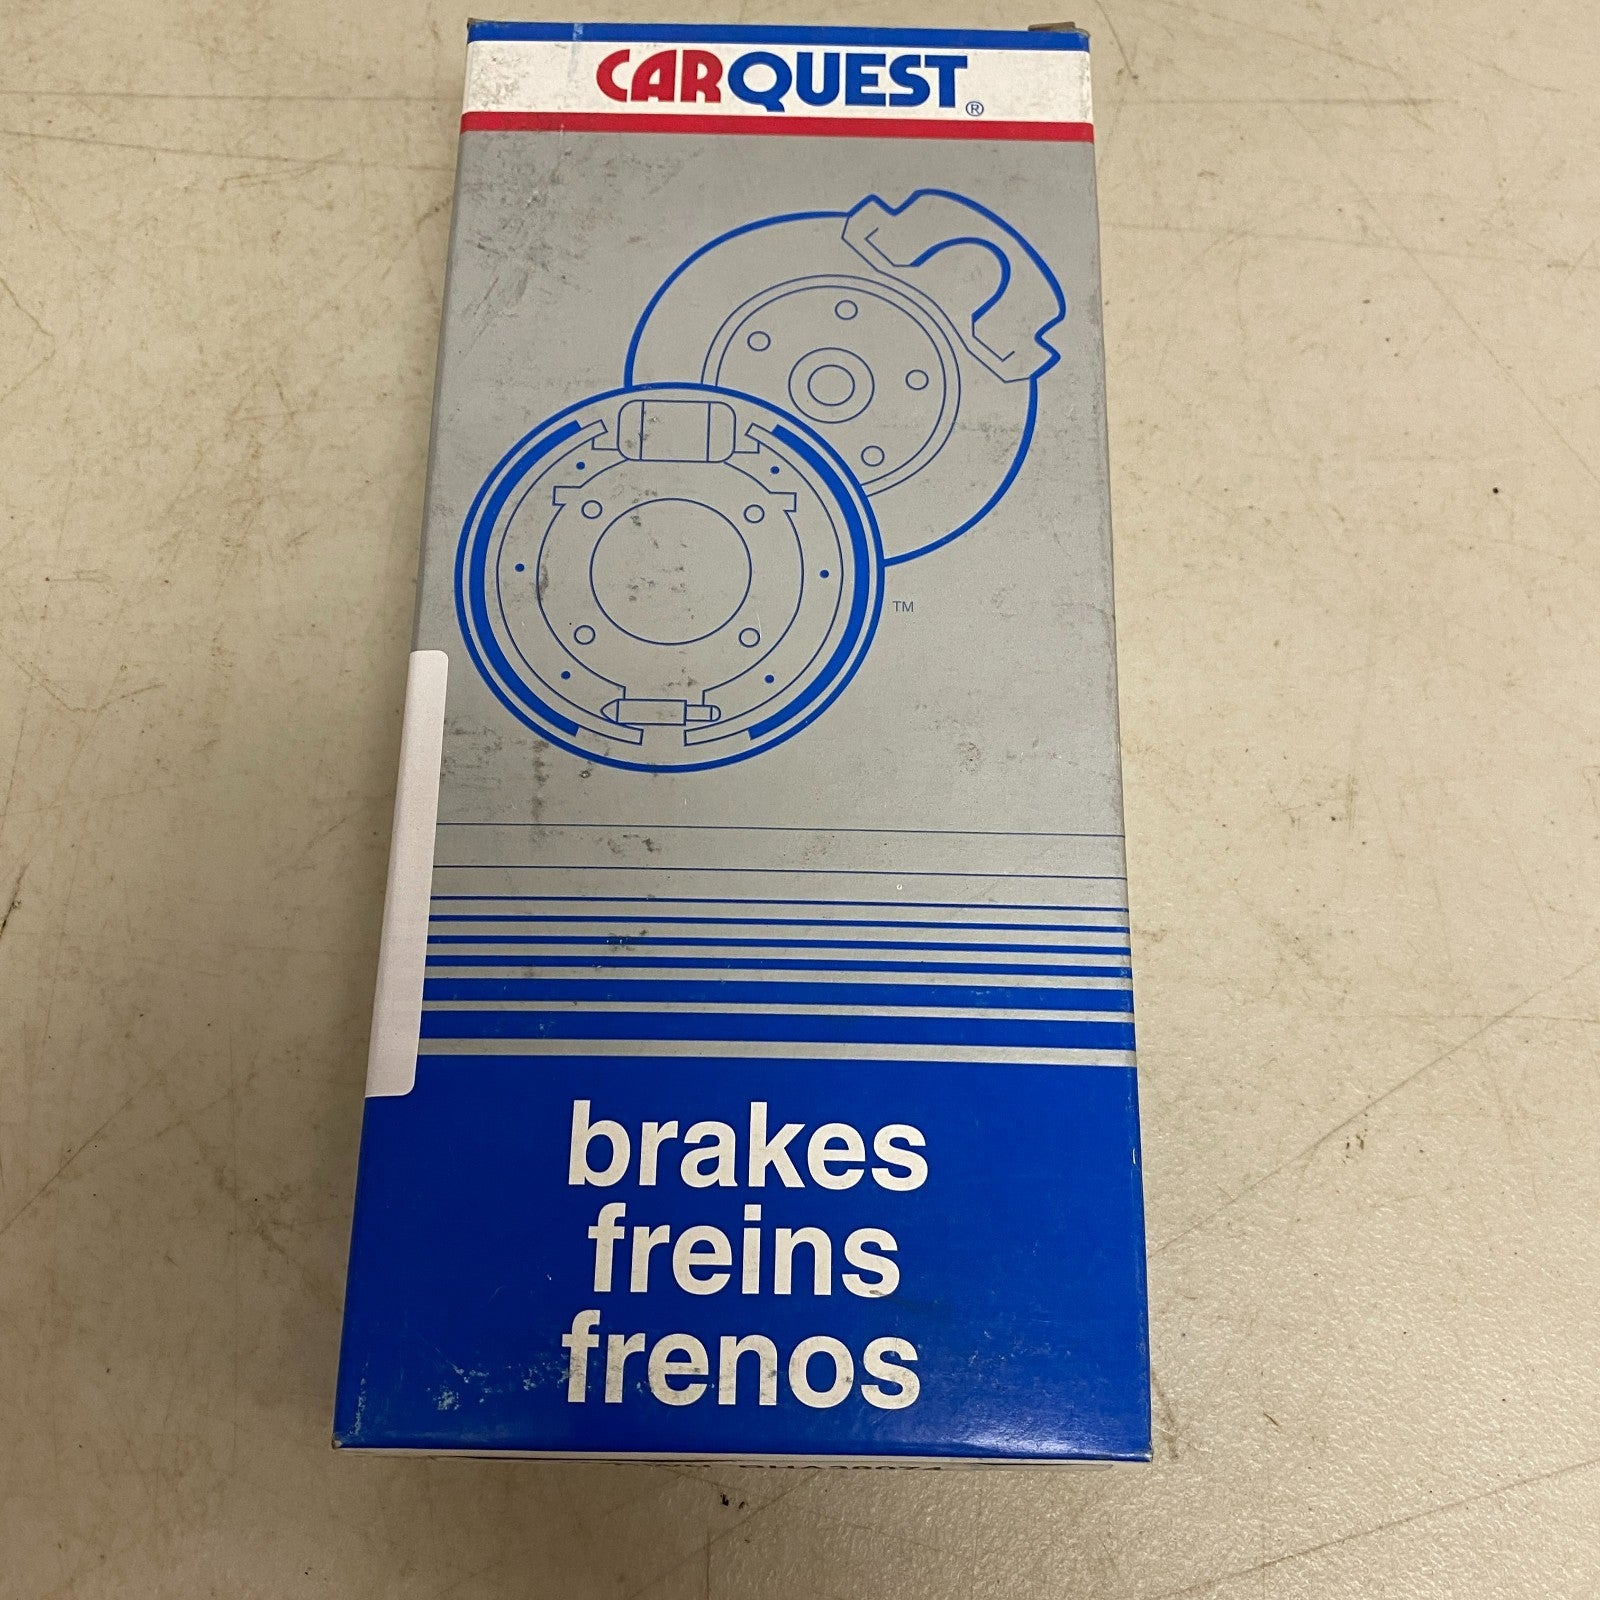 CARQUEST®
TM
brakes
freins
frenos